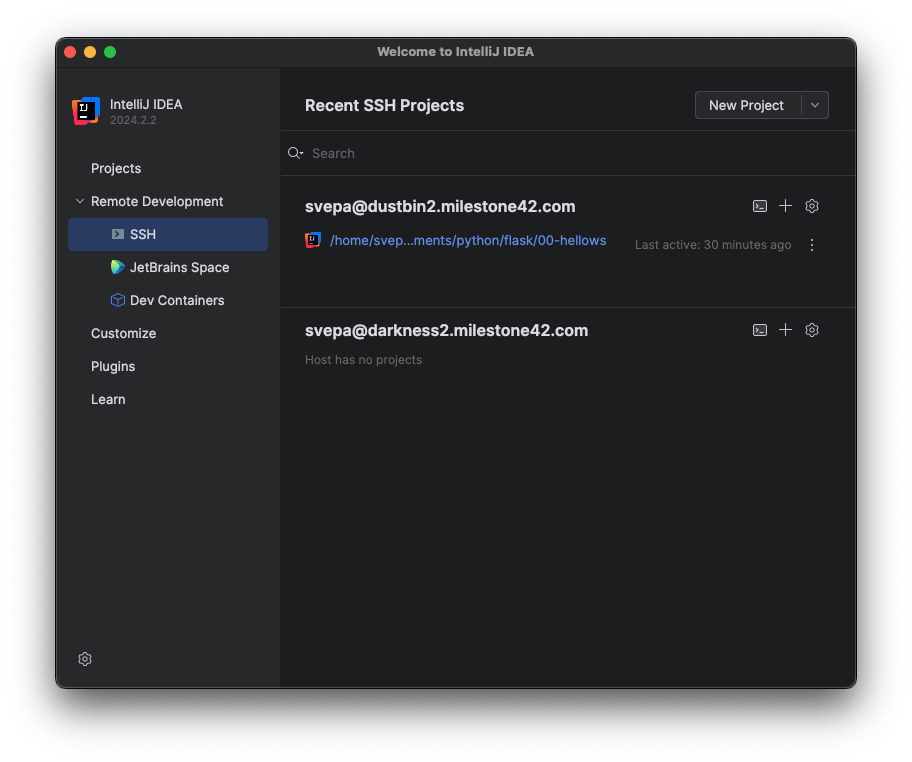 Welcome to IntelliJ IDEA
IntelliJ IDEA
2024.2.2
Projects
Remote Development
SSH
JetBrains Space
Dev Containers
Customize
Plugins
Learn
Recent SSH Projects
New Project
Search
svepa@dustbin2.milestone42.com
/home/svep...ments/python/flask/00-hellows
Last active: 30 minutes ago
svepa@darkness2.milestone42.com
Host has no projects